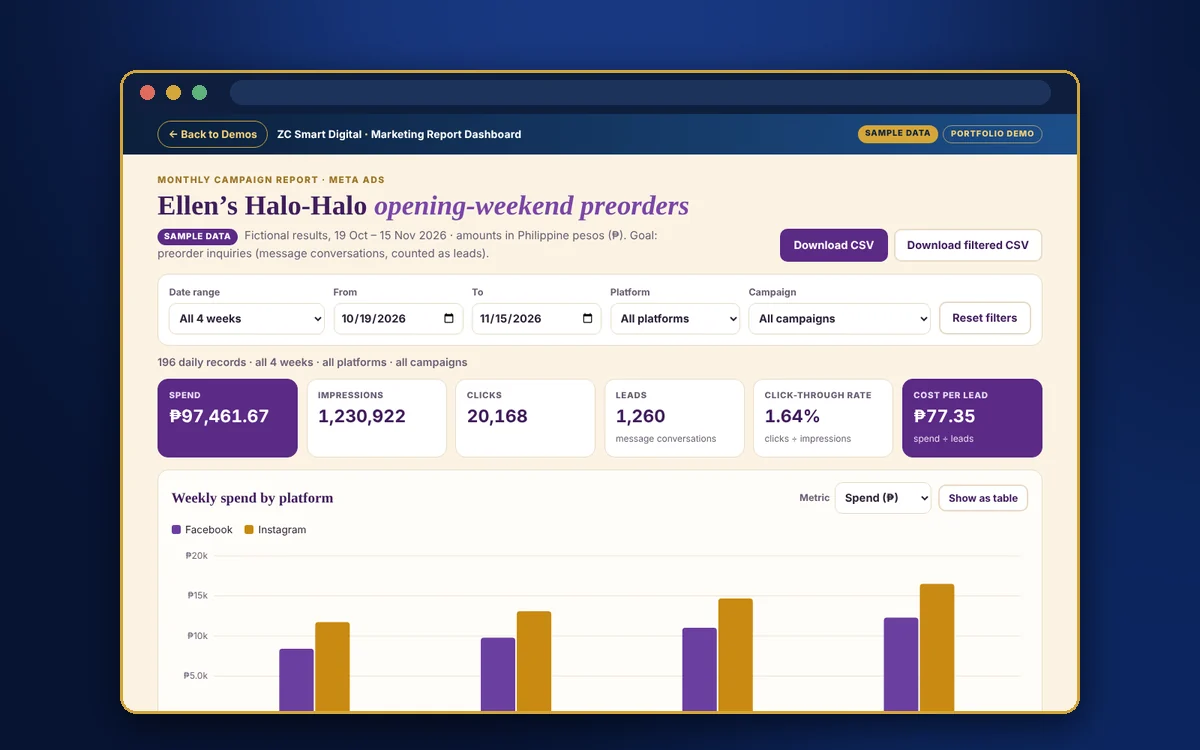 ← Back to Demos
ZC Smart Digital · Marketing Report Dashboard
SAMPLE DATA
PORTFOLIO DEMO
MONTHLY CAMPAIGN REPORT · META ADS
Ellen’s Halo-Halo opening-weekend preorders
SAMPLE DATA Fictional results, 19 Oct – 15 Nov 2026 · amounts in Philippine pesos (₱). Goal:
preorder inquiries (message conversations, counted as leads).
Download CSV
Download filtered CSV
Date range
From
To
Platform
Campaign
All 4 weeks
10/19/2026
11/15/2026
All platforms
All campaigns
Reset filters
196 daily records · all 4 weeks · all platforms · all campaigns
SPEND
₱97,461.67
IMPRESSIONS
1,230,922
CLICKS
20,168
LEADS
1,260
message conversations
CLICK-THROUGH RATE
1.64%
clicks ÷ impressions
COST PER LEAD
₱77.35
spend ÷ leads
Weekly spend by platform
Metric
Spend (₱)
Show as table
Facebook
Instagram
₱20k
₱15k
₱10k
₱5.0k